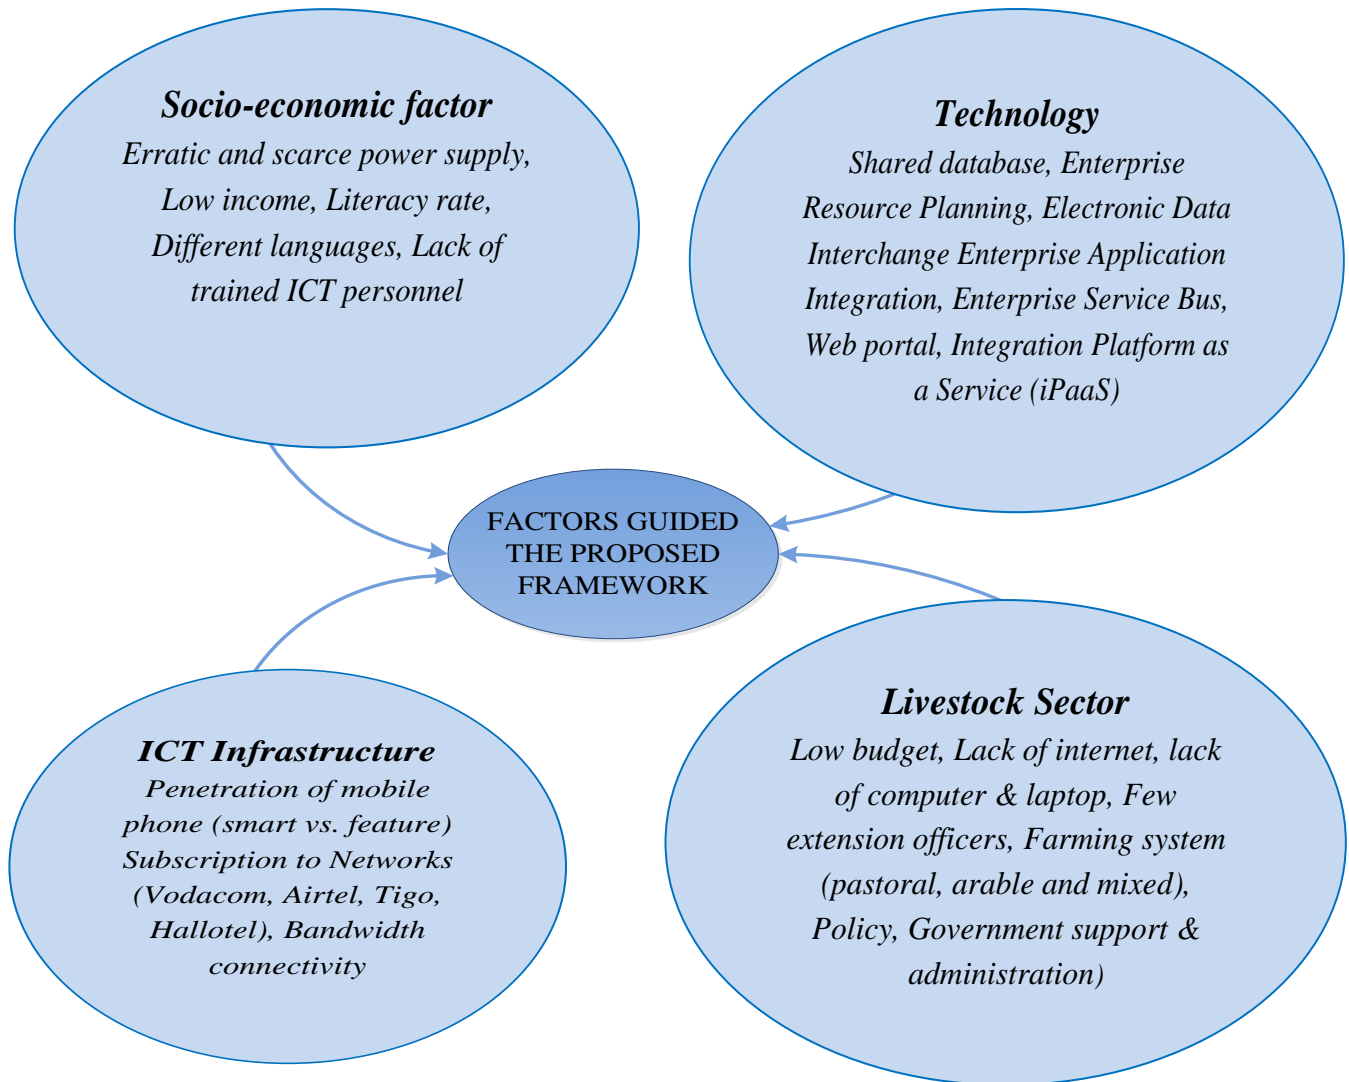 Socio-economic factor
Erratic and scarce power supply,
Low income, Literacy rate,
Different languages, Lack of
trained ICT personnel
Technology
Shared database, Enterprise
Resource Planning, Electronic Data
Interchange Enterprise Application
Integration, Enterprise Service Bus,
Web portal, Integration Platform as
a Service (iPaaS)
FACTORS GUIDED
THE PROPOSED
FRAMEWORK
ICT Infrastructure
Penetration of mobile
phone (smart vs. feature)
Subscription to Networks
(Vodacom, Airtel, Tigo,
Hallotel), Bandwidth
connectivity
Livestock Sector
Low budget, Lack of internet, lack
of computer & laptop, Few
extension officers, Farming system
(pastoral, arable and mixed),
Policy, Government support &
administration)